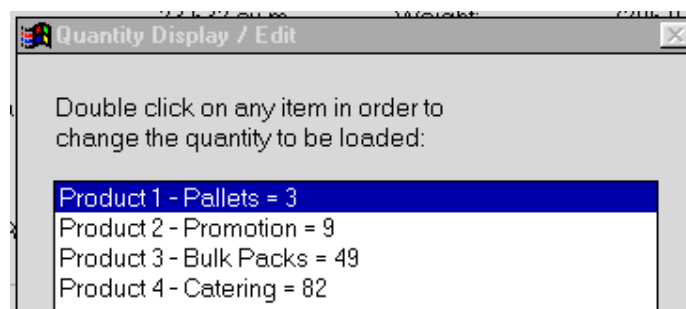 Quantity Display / Edit
Double click on any item in order to
change the quantity to be loaded:
Product 1 - Pallets = 3
Product 2 - Promotion = 9
Product 3 - Bulk Packs = 49
Product 4 - Catering = 82